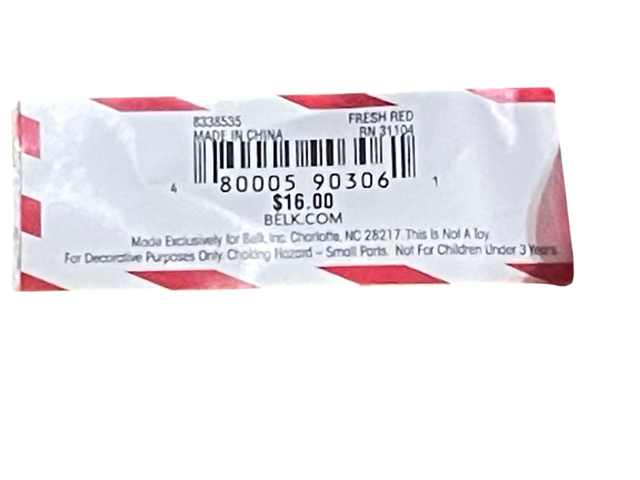 8338535 FRESH RED
MADE IN CHINA RN 31104
4 80005 90306 1
$16.00
BELK.COM
Made Exclusively for Belk, Inc. Charlotte, NC 28217. This Is Not A Toy.
For Decorative Purposes Only. Choking Hazard – Small Parts. Not For Children Under 3 Years.